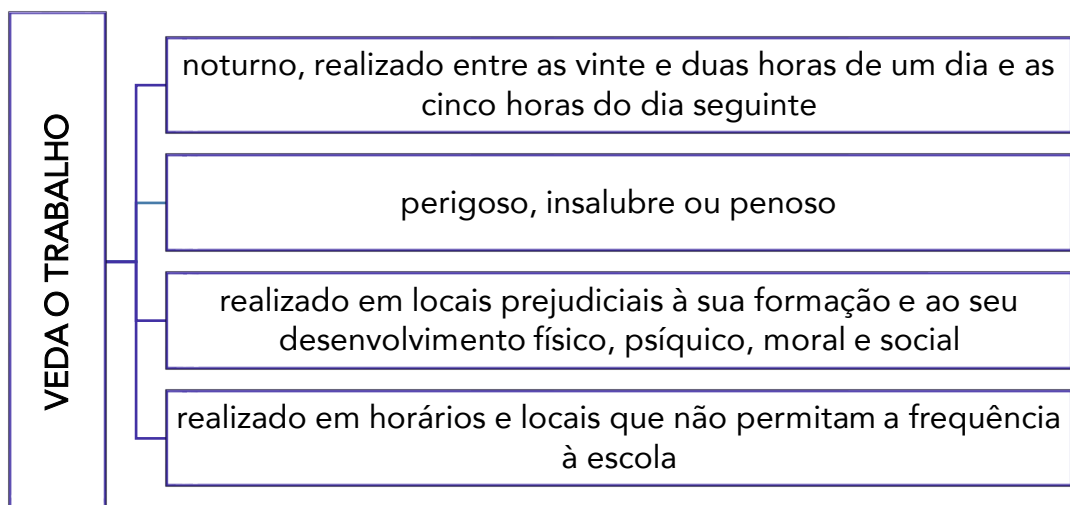 VEDA O TRABALHO
noturno, realizado entre as vinte e duas horas de um dia e as
cinco horas do dia seguinte
perigoso, insalubre ou penoso
realizado em locais prejudiciais à sua formação e ao seu
desenvolvimento físico, psíquico, moral e social
realizado em horários e locais que não permitam a frequência
à escola